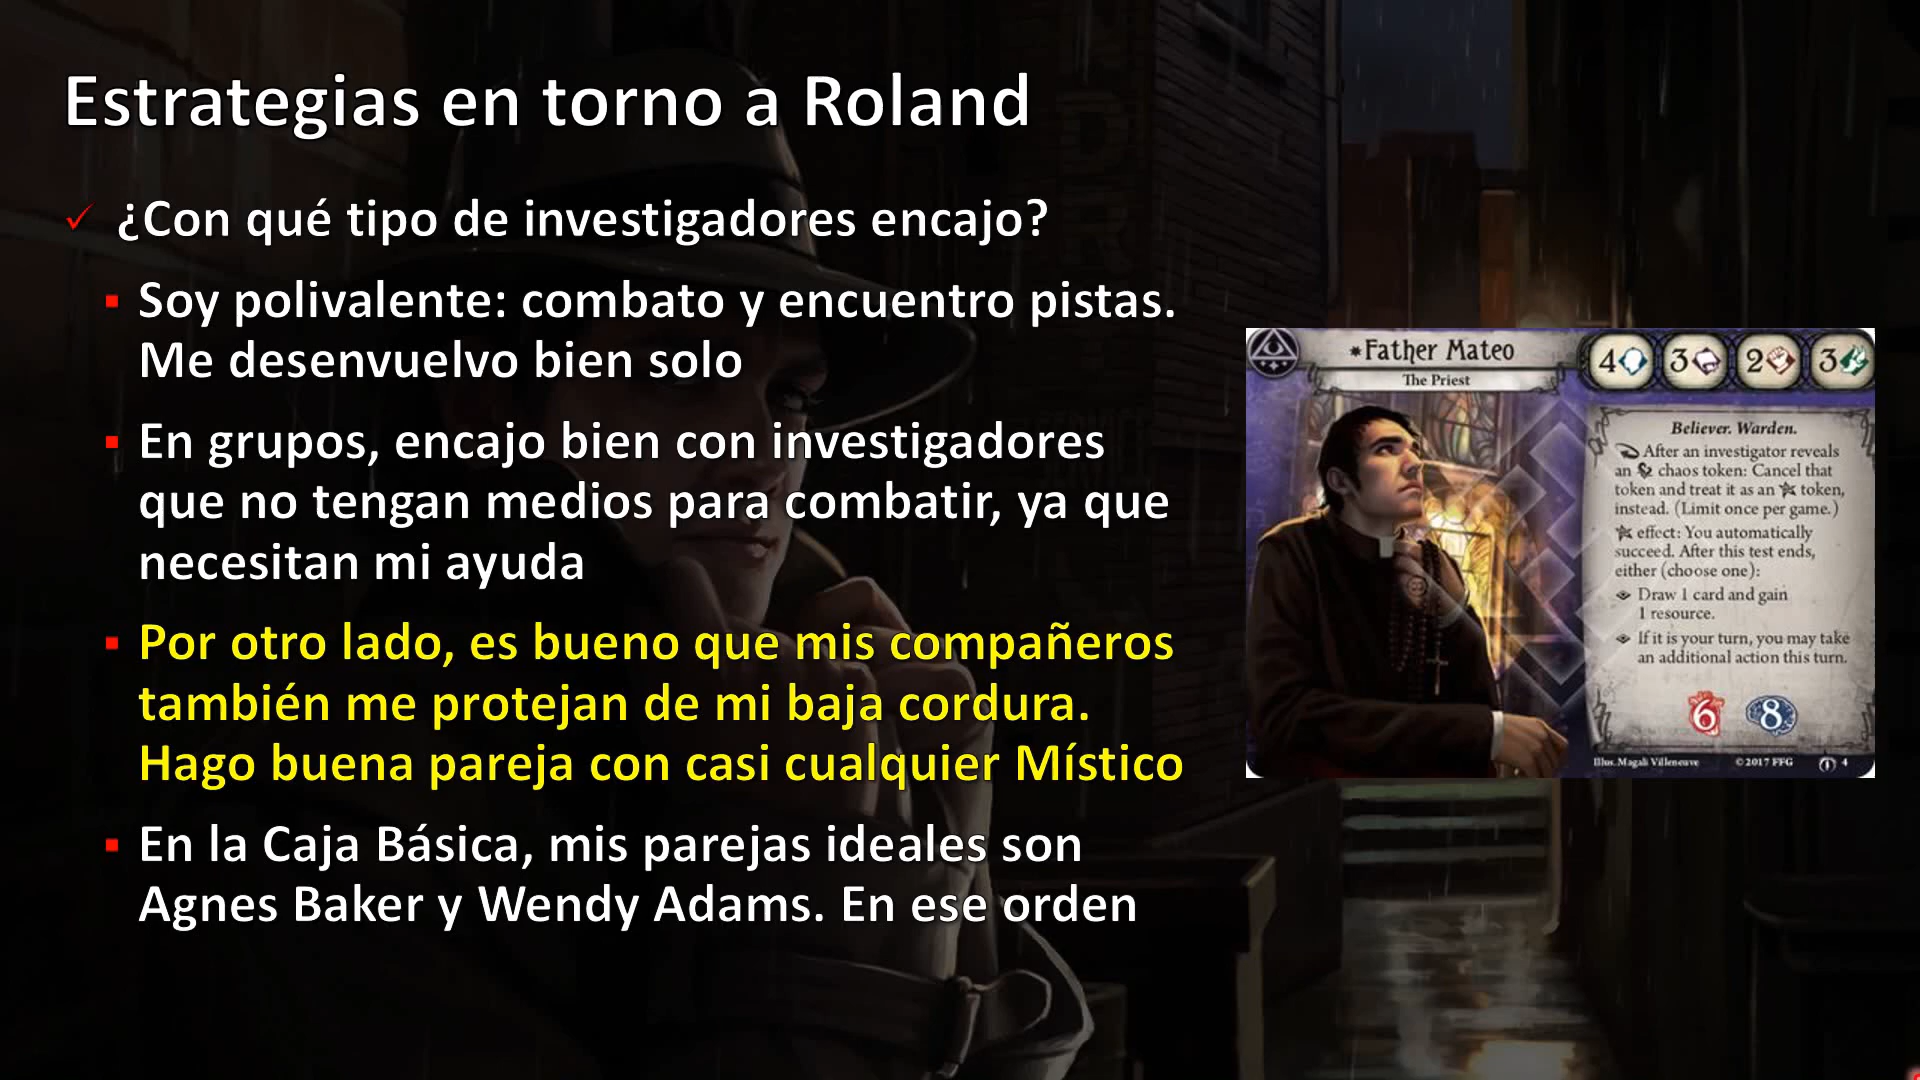 Estrategias en torno a Roland
¿Con qué tipo de investigadores encajo?
Soy polivalente: combato y encuentro pistas.
Me desenvuelvo bien solo
En grupos, encajo bien con investigadores
que no tengan medios para combatir, ya que
necesitan mi ayuda
Por otro lado, es bueno que mis compañeros
también me protejan de mi baja cordura.
Hago buena pareja con casi cualquier Místico
En la Caja Básica, mis parejas ideales son
Agnes Baker y Wendy Adams. En ese orden
Father Mateo
The Priest
4 3 2 3
Believer. Warden.
After an investigator reveals
an chaos token: Cancel that
token and treat it as an token,
instead. (Limit once per game.)
effect: You automatically
succeed. After this test ends,
either (choose one):
Draw 1 card and gain
1 resource.
If it is your turn, you may take
an additional action this turn.
6 8
Illus. Magali Villeneuve ©2017 FFG 4